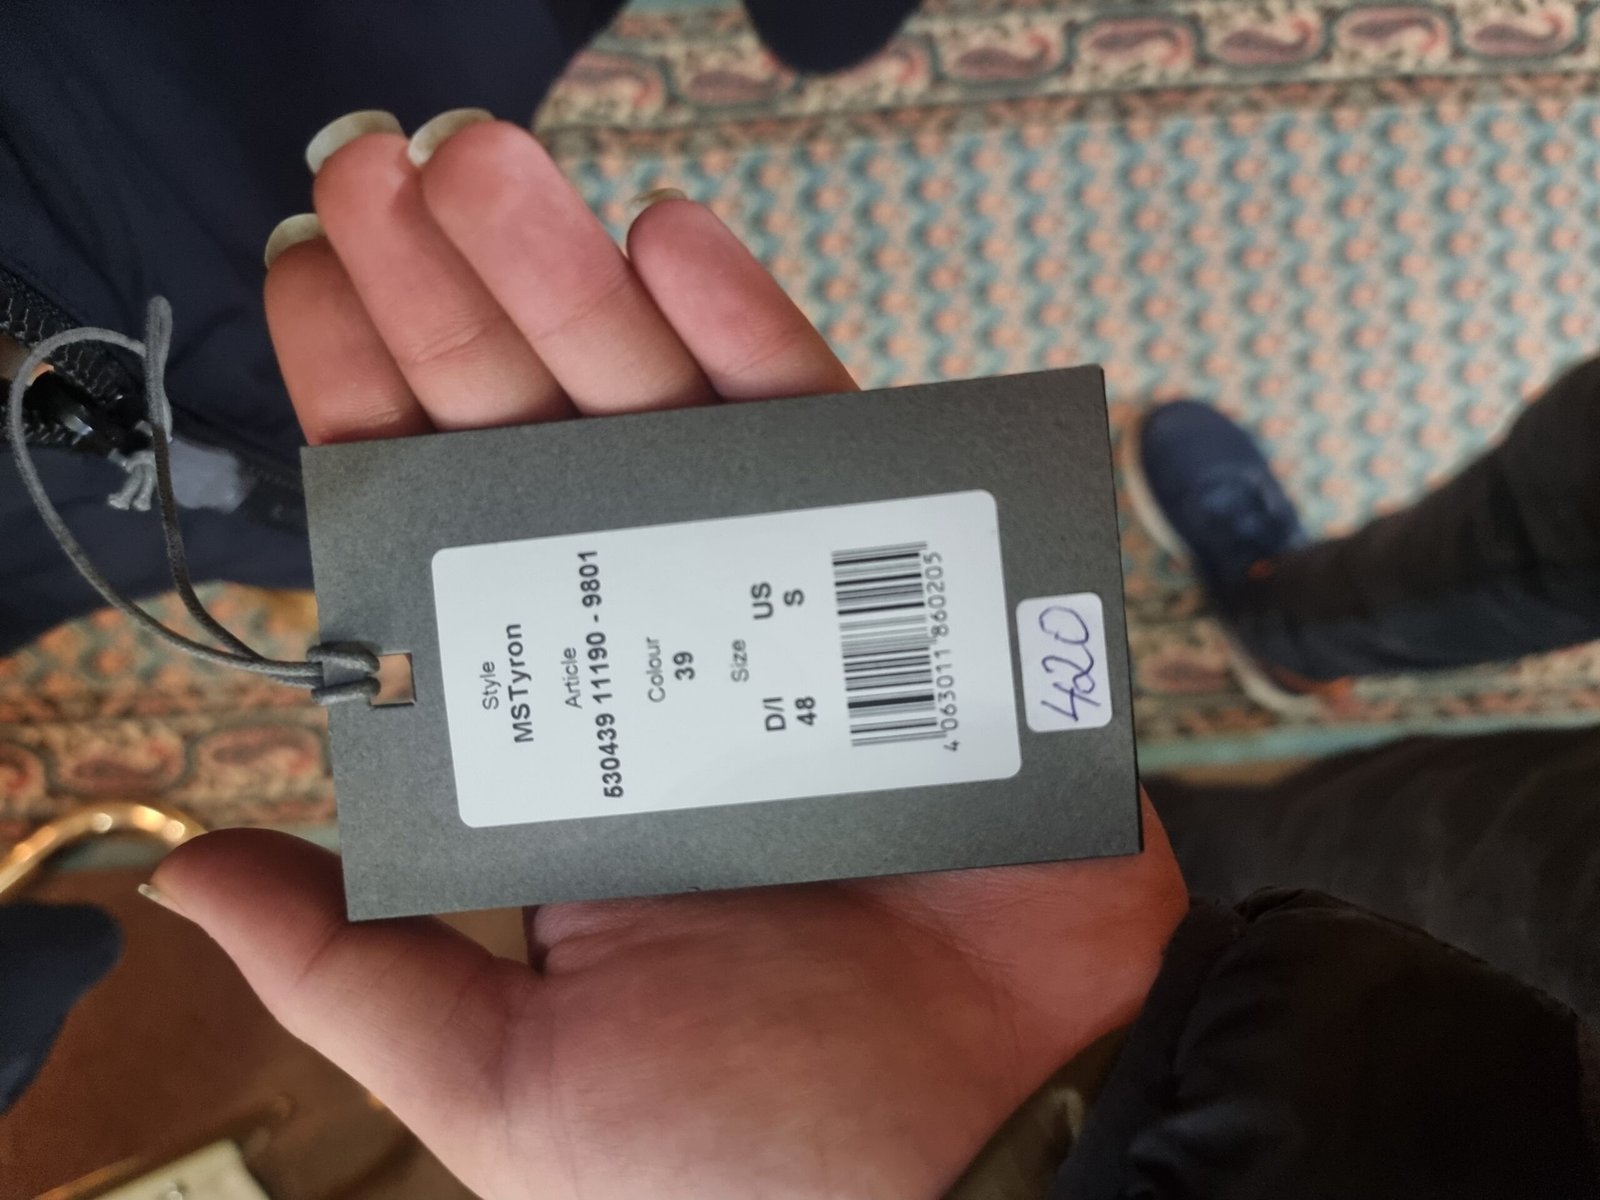 Style
MSTyron
Article
530439 11190 - 9801
Colour
39
Size
D/I US
48 S
4 063011 860205
420